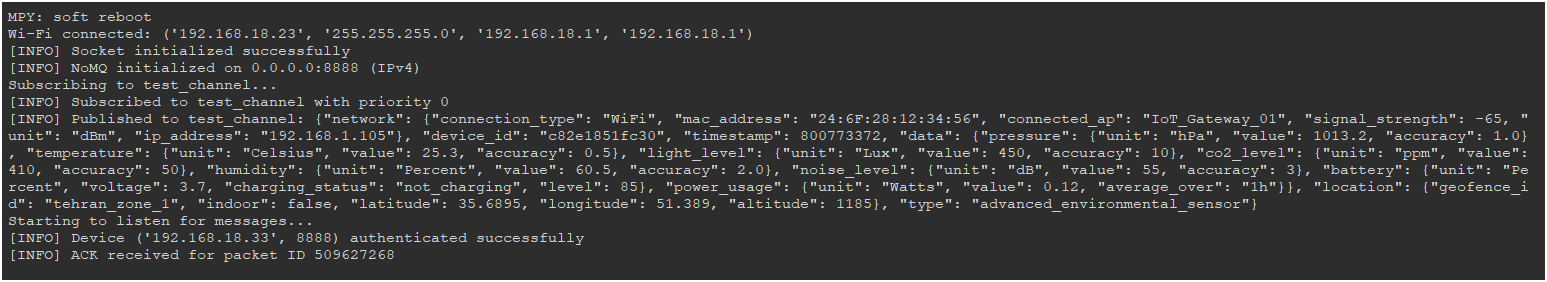 MPY: soft reboot
Wi-Fi connected: ('192.168.18.23', '255.255.255.0', '192.168.18.1', '192.168.18.1')
[INFO] Socket initialized successfully
[INFO] NoMQ initialized on 0.0.0.0:8888 (IPv4)
Subscribing to test_channel...
[INFO] Subscribed to test_channel with priority 0
[INFO] Published to test_channel: {"network": {"connection_type": "WiFi", "mac_address": "24:6F:28:12:34:56", "connected_ap": "IoT_Gateway_01", "signal_strength": -65, "
unit": "dBm", "ip_address": "192.168.1.105"}, "device_id": "c82e1851fc30", "timestamp": 800773372, "data": {"pressure": {"unit": "hPa", "value": 1013.2, "accuracy": 1.0}
, "temperature": {"unit": "Celsius", "value": 25.3, "accuracy": 0.5}, "light_level": {"unit": "Lux", "value": 450, "accuracy": 10}, "co2_level": {"unit": "ppm", "value":
410, "accuracy": 50}, "humidity": {"unit": "Percent", "value": 60.5, "accuracy": 2.0}, "noise_level": {"unit": "dB", "value": 55, "accuracy": 3}, "battery": {"unit": "Pe
rcent", "voltage": 3.7, "charging_status": "not_charging", "level": 85}, "power_usage": {"unit": "Watts", "value": 0.12, "average_over": "1h"}}, "location": {"geofence_i
d": "tehran_zone_1", "indoor": false, "latitude": 35.6895, "longitude": 51.389, "altitude": 1185}, "type": "advanced_environmental_sensor"}
Starting to listen for messages...
[INFO] Device ('192.168.18.33', 8888) authenticated successfully
[INFO] ACK received for packet ID 509627268